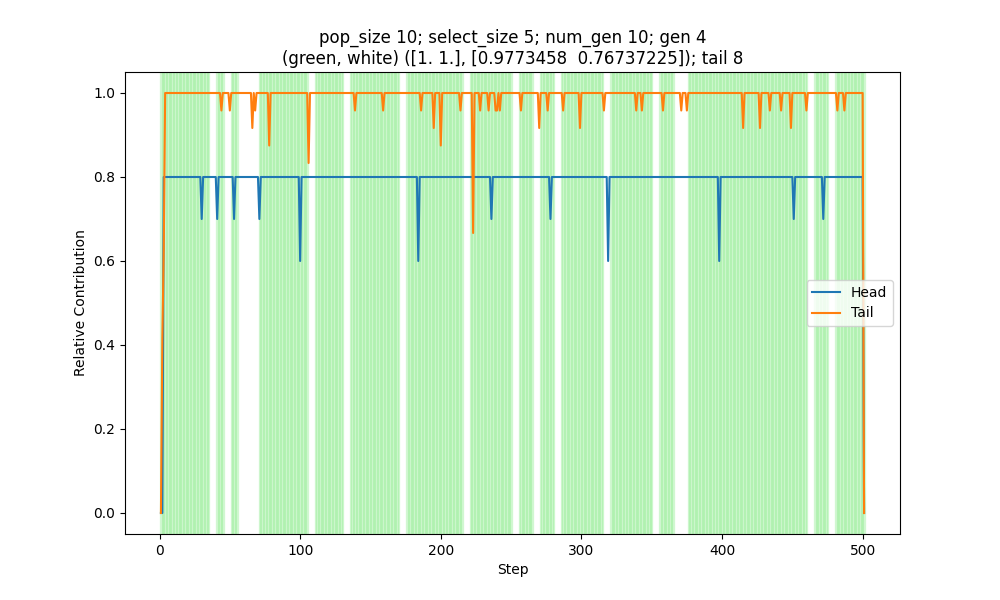 pop_size 10; select_size 5; num_gen 10; gen 4
(green, white) ([1. 1.], [0.9773458  0.76737225]); tail 8
1.0
0.8
0.6
0.4
0.2
0.0
Relative Contribution
Head
Tail
0
100
200
300
400
500
Step